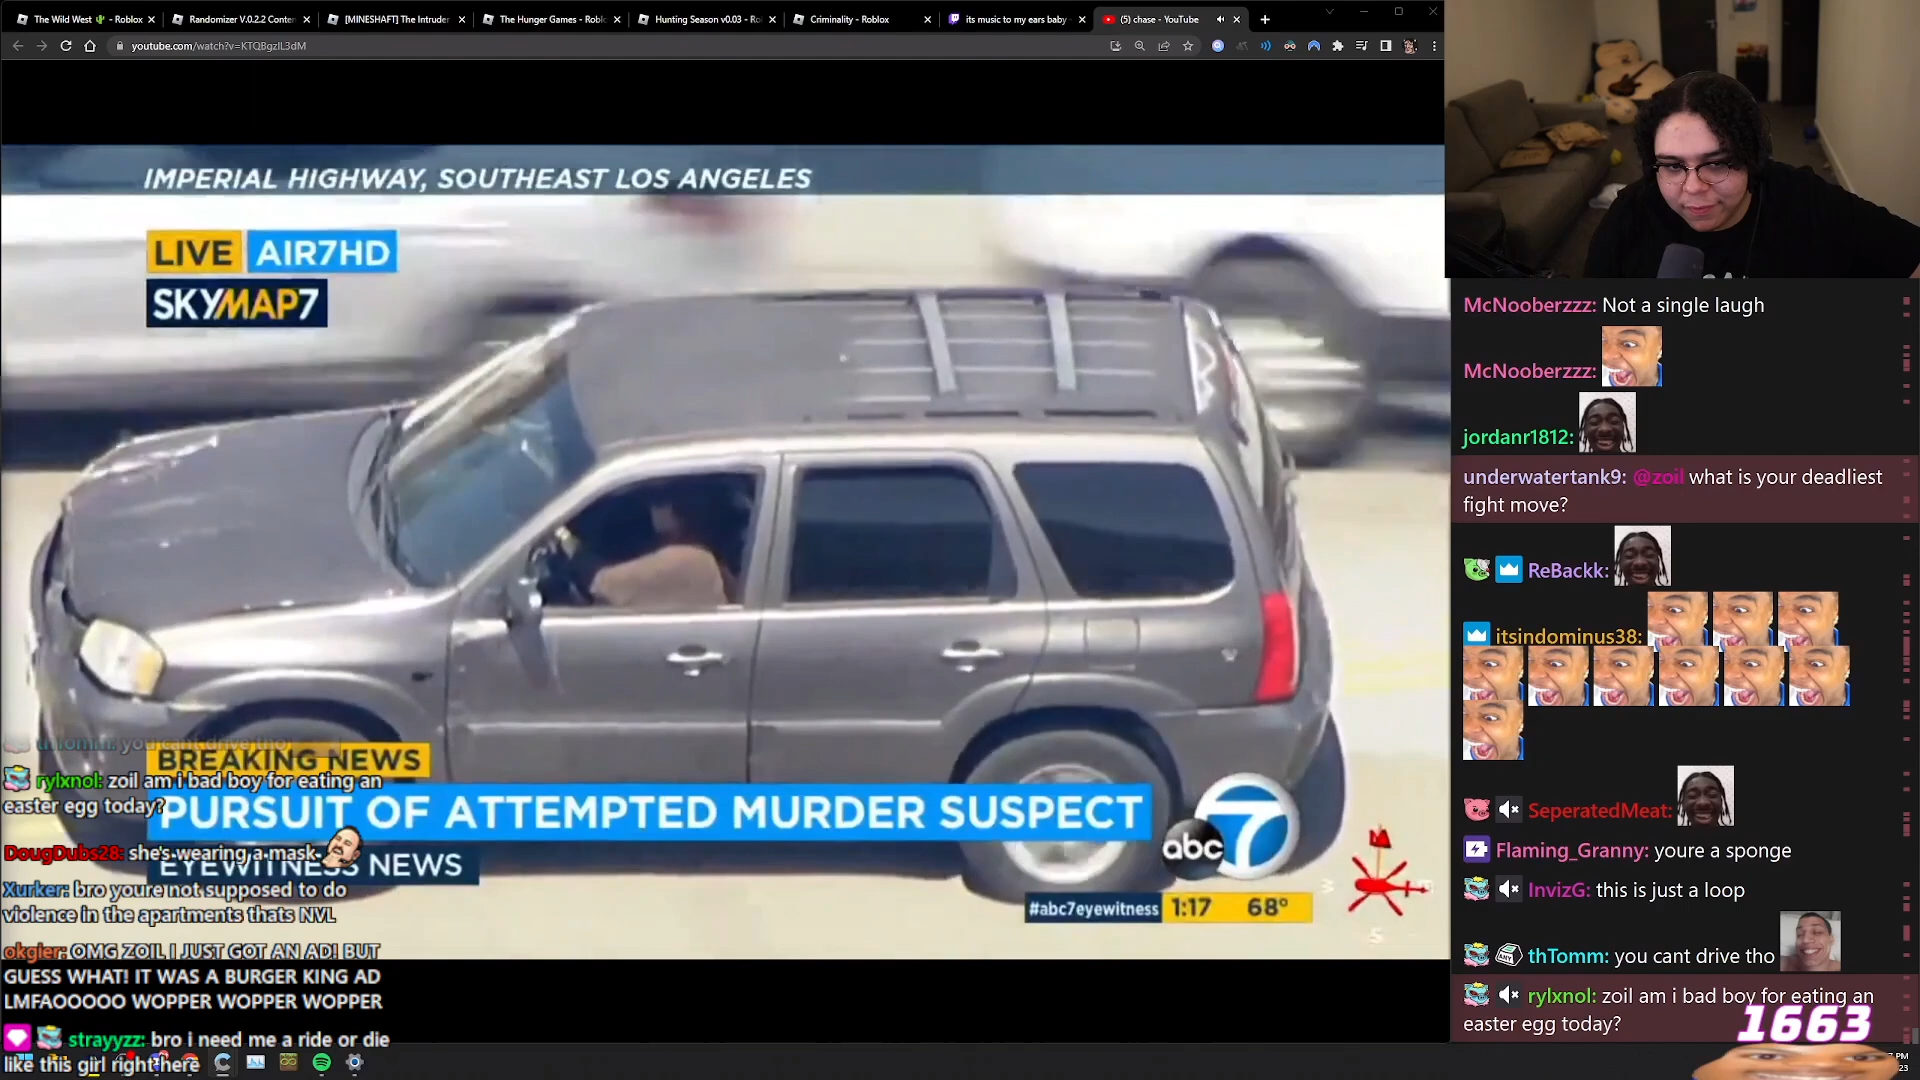 The Wild West 🌵 - Roblox
Randomizer V.0.2.2 Conten
[MINESHAFT] The Intruder
The Hunger Games - Roblo
Hunting Season v0.03 - Ro
Criminality - Roblox
its music to my ears baby -
(5) chase - YouTube
youtube.com/watch?v=KTQBgzlL3dM
IMPERIAL HIGHWAY, SOUTHEAST LOS ANGELES
LIVE AIR7HD
SKYMAP7
BREAKING NEWS
PURSUIT OF ATTEMPTED MURDER SUSPECT
EYEWITNESS NEWS
abc 7
#abc7eyewitness 1:17 68°
thTomm: you cant drive tho
rylxnol: zoil am i bad boy for eating an
easter egg today?
DougDubs28: she's wearing a mask
Xurker: bro youre not supposed to do
violence in the apartments thats NVL
okgier: OMG ZOIL I JUST GOT AN AD! BUT
GUESS WHAT! IT WAS A BURGER KING AD
LMFAOOOOO WOPPER WOPPER WOPPER
strayyzz: bro i need me a ride or die
like this girl right here
McNooberzzz: Not a single laugh
McNooberzzz:
jordanr1812:
underwatertank9: @zoil what is your deadliest
fight move?
ReBackk:
itsindominus38:
SeperatedMeat:
Flaming_Granny: youre a sponge
InvizG: this is just a loop
thTomm: you cant drive tho
rylxnol: zoil am i bad boy for eating an
easter egg today?
1663